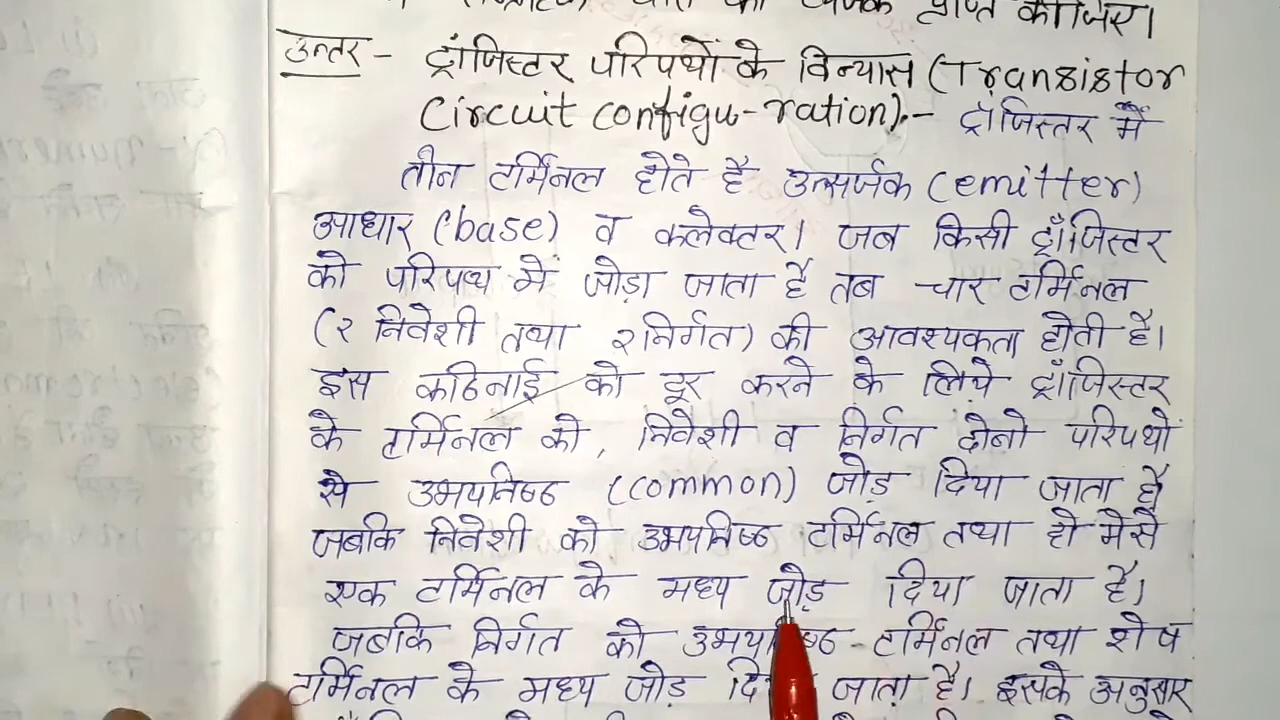 प्राप्त कीजिए।
उत्तर - ट्रांजिस्टर परिपथों के विन्यास (Transistor
Circuit configu-ration).- ट्रांजिस्टर में
तीन टर्मिनल होते है उत्सर्जक (emitter)
आधार (base) व कलेक्टर। जब किसी ट्रॉंजिस्टर
को परिपथ में जोड़ा जाता है तब चार टर्मिनल
(२ निवेशी तथा २ निर्गत) की आवश्यकता होती है।
इस कठिनाई को दूर करने के लिये ट्रॉंजिस्टर
के टर्मिनल को, निवेशी व निर्गत दोनो परिपथों
से उभयनिष्ठ (common) जोड़ दिया जाता है
जबकि निवेशी को उभयनिष्ठ टर्मिनल तथा दो मेसे
एक टर्मिनल के मध्य जोड़ दिया जाता है।
जबकि निर्गत को टर्मिनल तथा शेष
टर्मिनल के मध्य जोड़ जाता है। इसके अनुसार